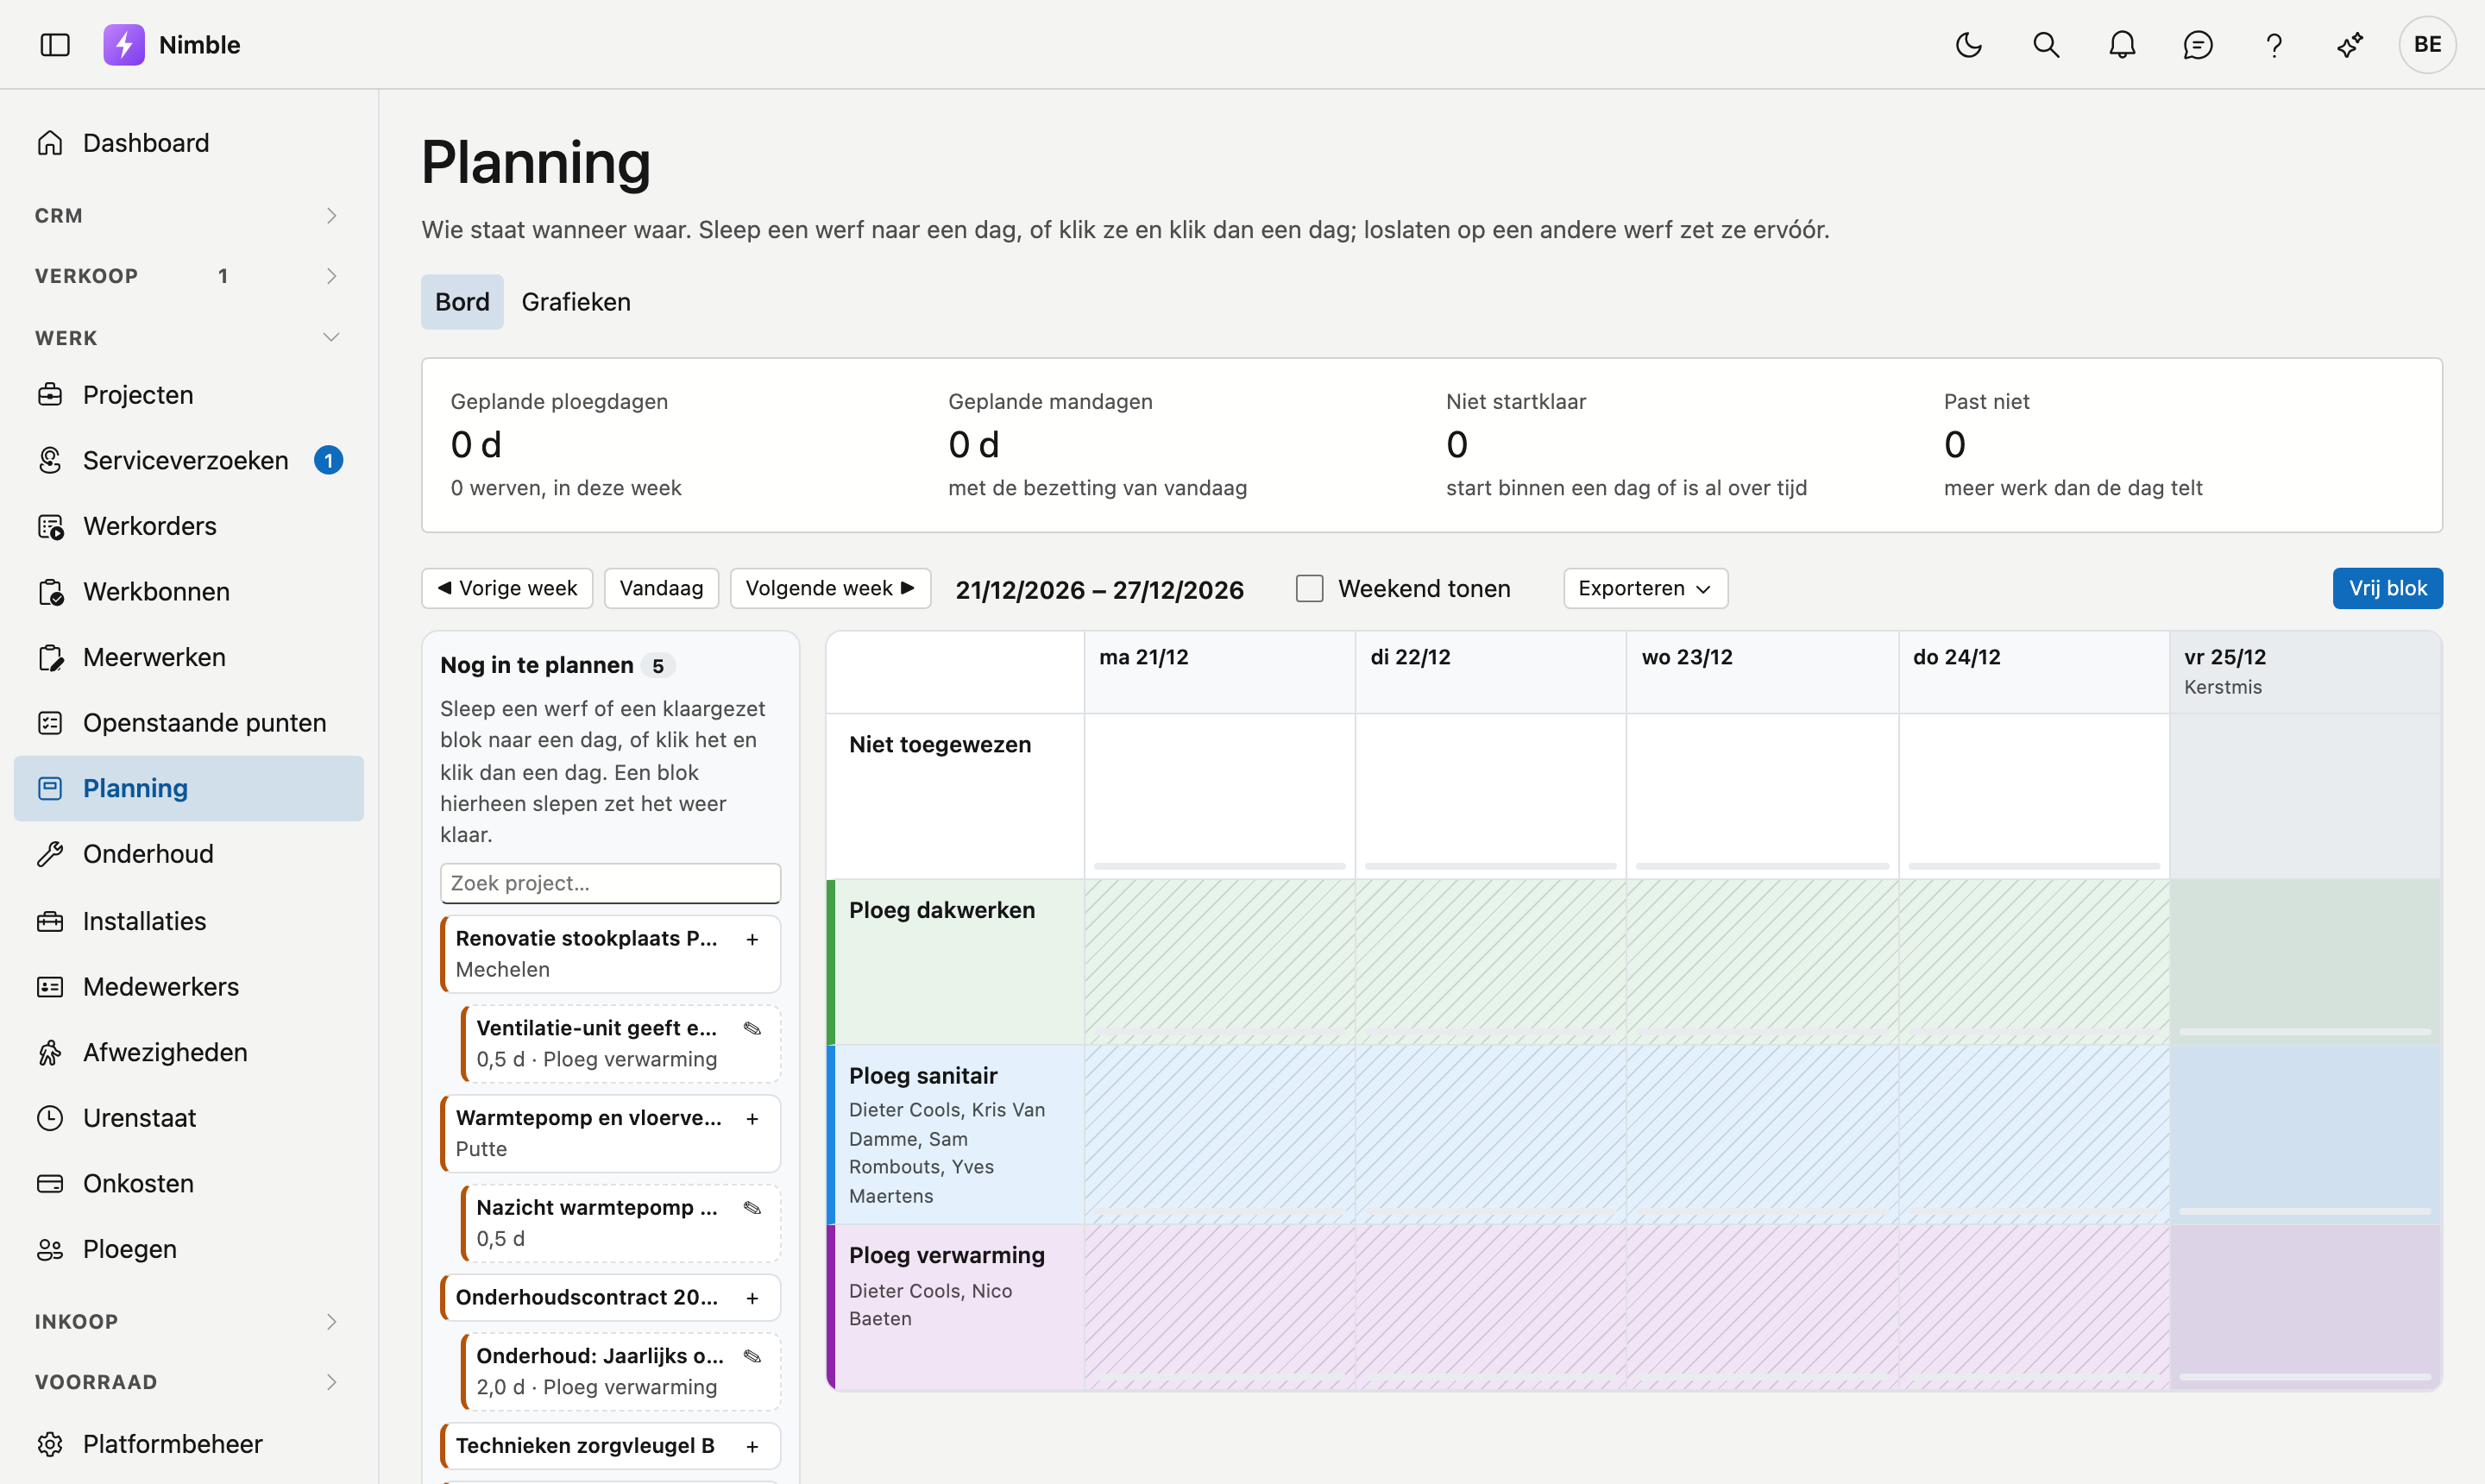 Nimble
BE
Dashboard
CRM
VERKOOP 1
WERK
Projecten
Serviceverzoeken 1
Werkorders
Werkbonnen
Meerwerken
Openstaande punten
Planning
Onderhoud
Installaties
Medewerkers
Afwezigheden
Urenstaat
Onkosten
Ploegen
INKOOP
VOORRAAD
Platformbeheer
Planning
Wie staat wanneer waar. Sleep een werf naar een dag, of klik ze en klik dan een dag; loslaten op een andere werf zet ze ervóór.
Bord Grafieken
Geplande ploegdagen
0 d
0 werven, in deze week
Geplande mandagen
0 d
met de bezetting van vandaag
Niet startklaar
0
start binnen een dag of is al over tijd
Past niet
0
meer werk dan de dag telt
Vorige week Vandaag Volgende week 21/12/2026 – 27/12/2026 Weekend tonen Exporteren Vrij blok
Nog in te plannen 5
Sleep een werf of een klaargezet
blok naar een dag, of klik het en
klik dan een dag. Een blok
hierheen slepen zet het weer
klaar.
Zoek project...
Renovatie stookplaats P... +
Mechelen
Ventilatie-unit geeft e...
0,5 d · Ploeg verwarming
Warmtepomp en vloerve... +
Putte
Nazicht warmtepomp ...
0,5 d
Onderhoudscontract 20... +
Onderhoud: Jaarlijks o...
2,0 d · Ploeg verwarming
Technieken zorgvleugel B +
ma 21/12 di 22/12 wo 23/12 do 24/12 vr 25/12
Kerstmis
Niet toegewezen
Ploeg dakwerken
Ploeg sanitair
Dieter Cools, Kris Van
Damme, Sam
Rombouts, Yves
Maertens
Ploeg verwarming
Dieter Cools, Nico
Baeten